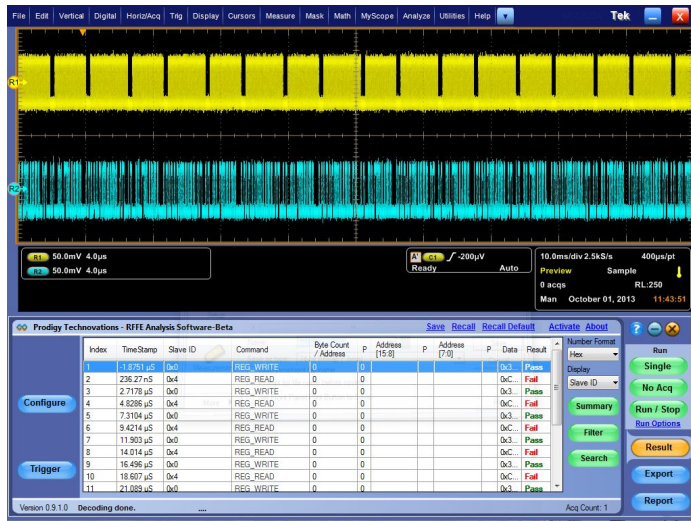 File Edit Vertical Digital Horiz/Acq Trig Display Cursors Measure Mask Math MyScope Analyze Utilities Help Tek X
R1
R2
R1 50.0mV 4.0µs
R2 50.0mV 4.0µs
A' C1 -200µV
Ready Auto
10.0ms/div 2.5kS/s 400µs/pt
Preview Sample
0 acqs RL:250
Man October 01, 2013 11:43:51
Prodigy Technovations - RFFE Analysis Software-Beta Save Recall Recall Default Activate About
Index TimeStamp Slave ID Command Byte Count / Address P Address [15:8] P Address [7:0] P Data Result
1 -1.8751 µS 0x0 REG_WRITE 0 0 0x3... Pass
2 236.27 nS 0x4 REG_READ 0 0 0xC... Fail
3 2.7178 µS 0x0 REG_WRITE 0 0 0x3... Pass
4 4.8286 µS 0x4 REG_READ 0 0 0xC... Fail
5 7.3104 µS 0x0 REG_WRITE 0 0 0x3... Pass
6 9.4214 µS 0x4 REG_READ 0 0 0xC... Fail
7 11.903 µS 0x0 REG_WRITE 0 0 0x3... Pass
8 14.014 µS 0x4 REG_READ 0 0 0xC... Fail
9 16.496 µS 0x0 REG_WRITE 0 0 0x3... Pass
10 18.607 µS 0x4 REG_READ 0 0 0xC... Fail
11 21.089 µS 0x0 REG_WRITE 0 0 0x3... Pass
Configure
Trigger
Number Format
Hex
Display
Slave ID
Summary
Filter
Search
?
Run
Single
No Acq
Run / Stop
Run Options
Result
Export
Report
Version 0.9.1.0 Decoding done. .... Acq Count: 1